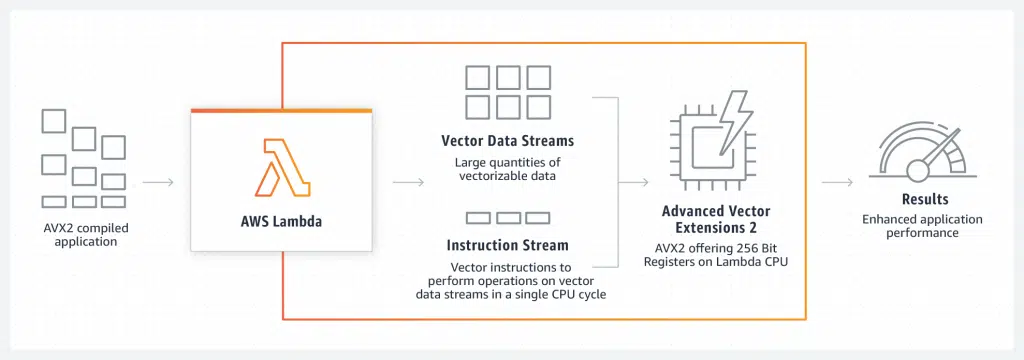 AVX2 compiled
application
AWS Lambda
Vector Data Streams
Large quantities of
vectorizable data
Instruction Stream
Vector instructions to
perform operations on vector
data streams in a single CPU cycle
Advanced Vector
Extensions 2
AVX2 offering 256 Bit
Registers on Lambda CPU
Results
Enhanced application
performance